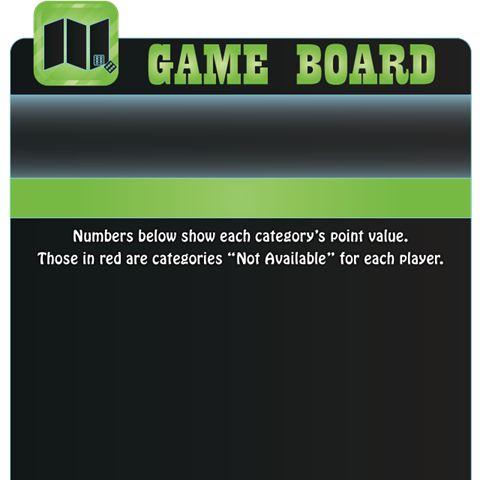 GAME BOARD
Numbers below show each category's point value.
Those in red are categories “Not Available” for each player.